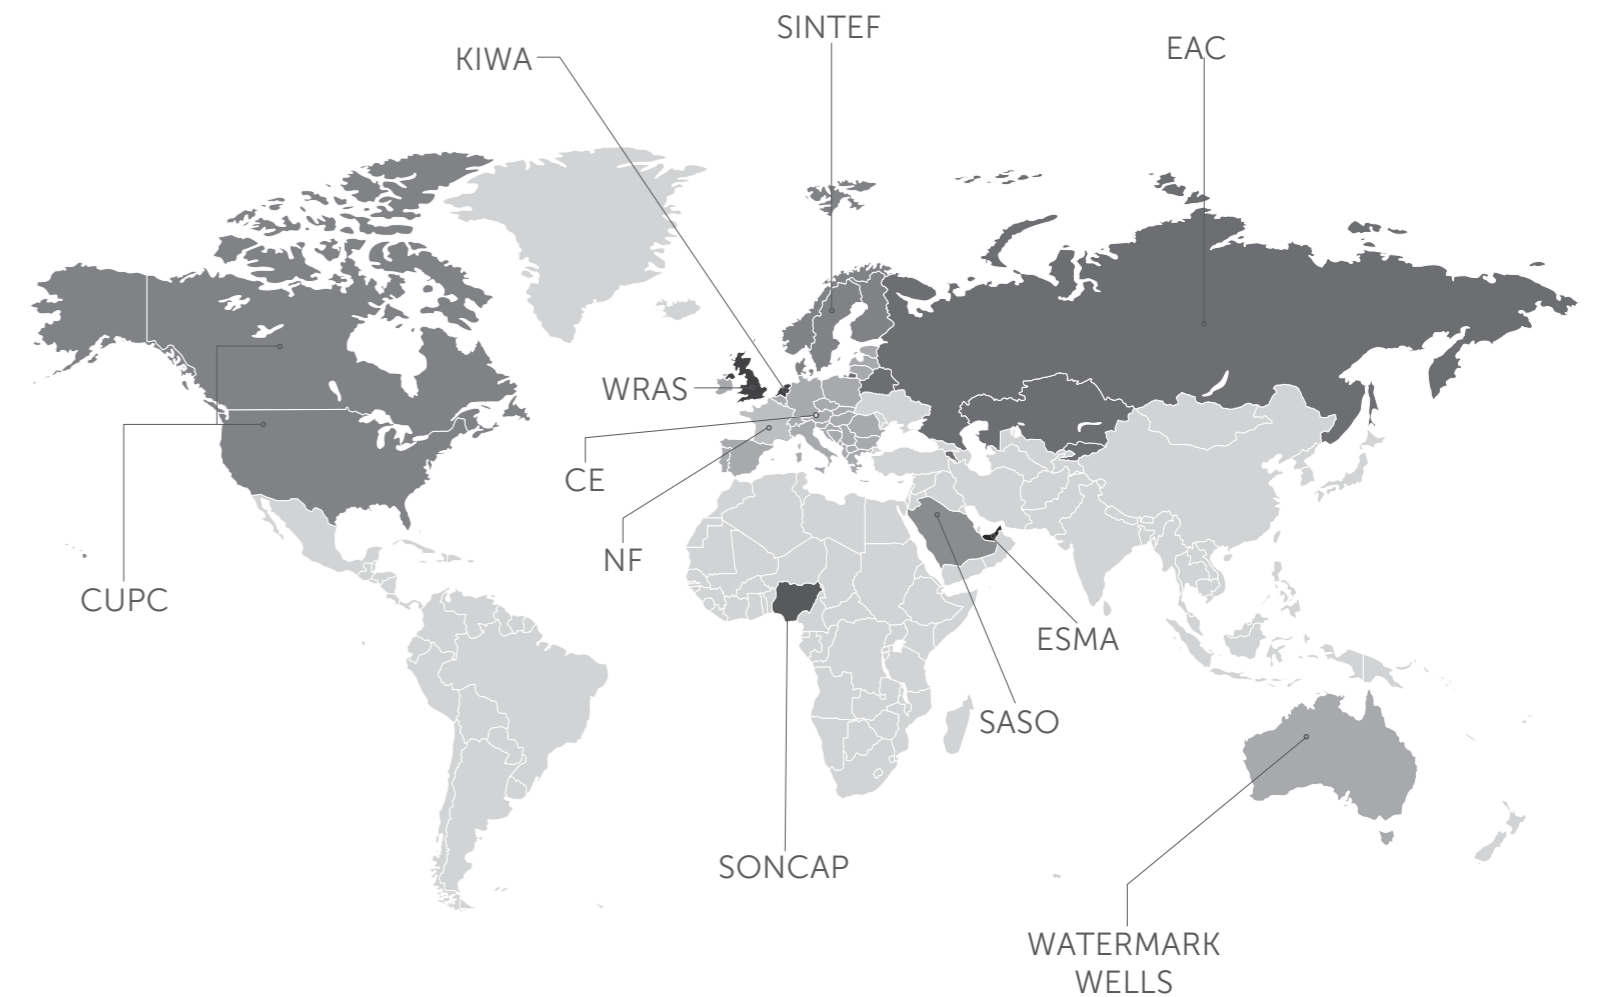 SINTEF
EAC
KIWA
WRAS
CE
NF
CUPC
ESMA
SASO
SONCAP
WATERMARK
WELLS